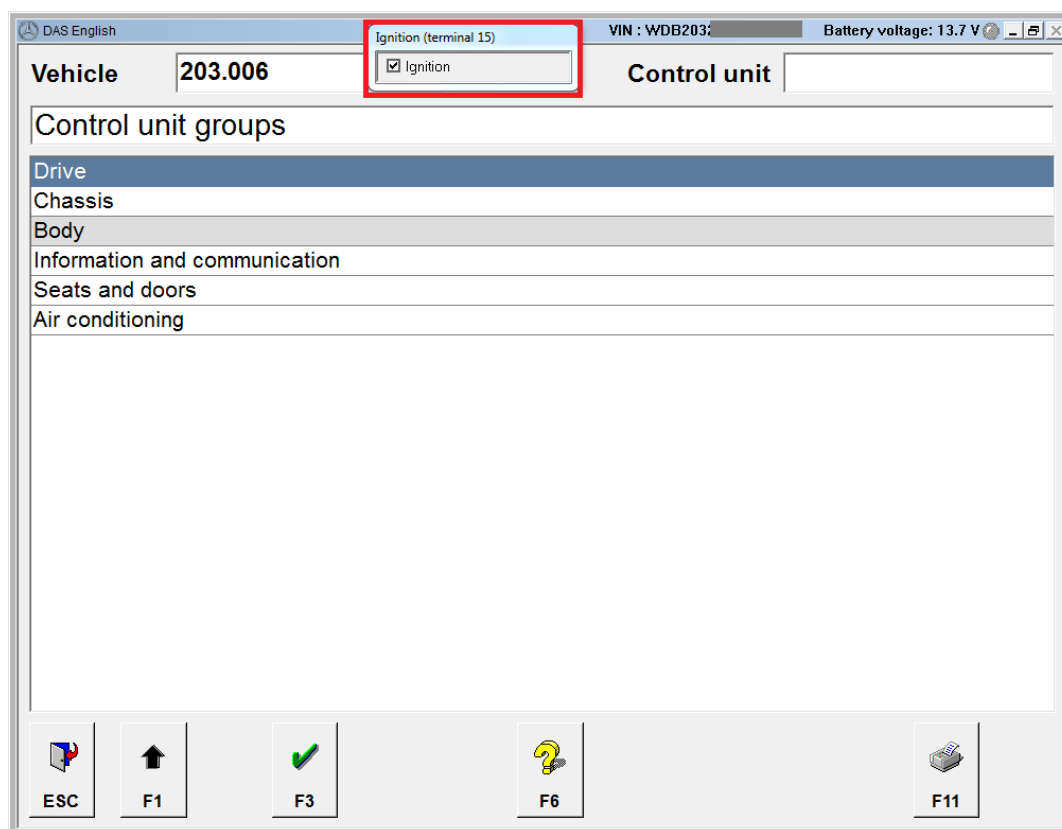 DAS English
VIN : WDB203
Battery voltage: 13.7 V
Ignition (terminal 15)
Ignition
Vehicle
203.006
Control unit
Control unit groups
Drive
Chassis
Body
Information and communication
Seats and doors
Air conditioning
ESC
F1
F3
F6
F11